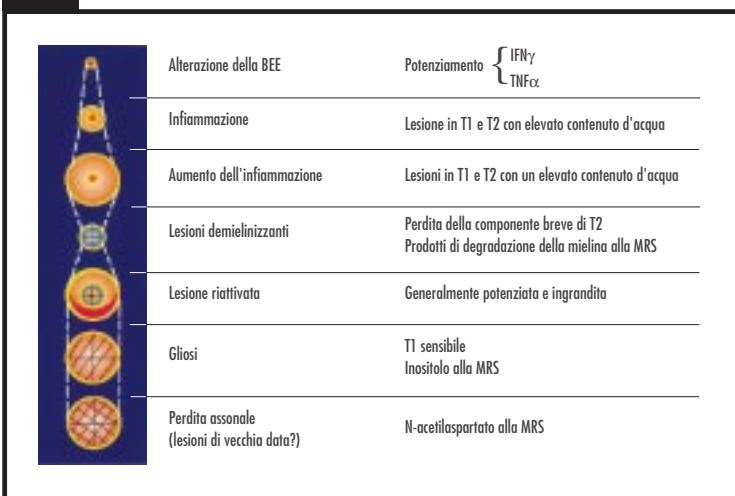 Alterazione della BEE
Potenziamento { IFNγ
TNFα
Infiammazione
Lesione in T1 e T2 con elevato contenuto d'acqua
Aumento dell'infiammazione
Lesioni in T1 e T2 con un elevato contenuto d'acqua
Lesioni demielinizzanti
Perdita della componente breve di T2
Prodotti di degradazione della mielina alla MRS
Lesione riattivata
Generalmente potenziata e ingrandita
Gliosi
T1 sensibile
Inositolo alla MRS
Perdita assonale
(lesioni di vecchia data?)
N-acetilaspartato alla MRS